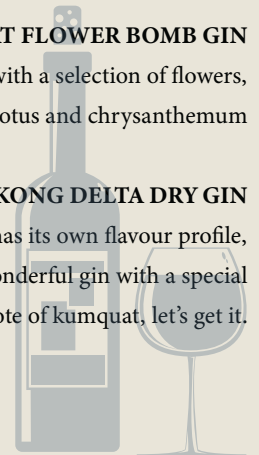 T FLOWER BOMB GIN
with a selection of flowers,
otus and chrysanthemum
KONG DELTA DRY GIN
has its own flavour profile,
onderful gin with a special
ote of kumquat, let’s get it.